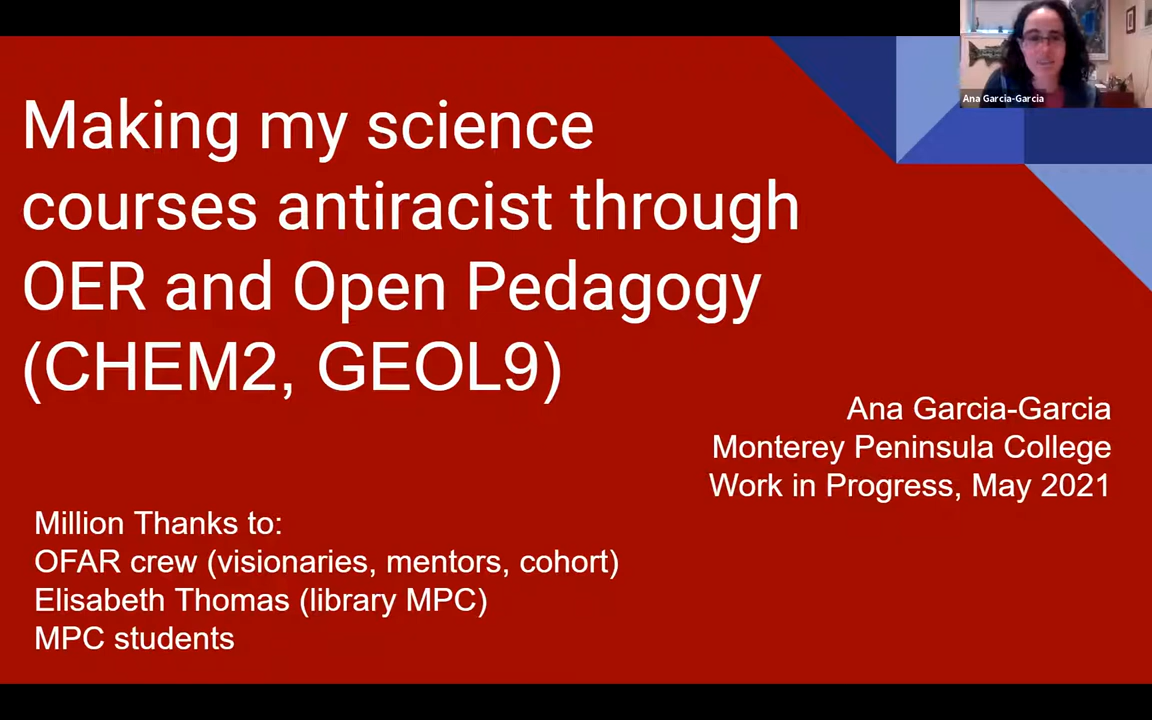 Making my science
courses antiracist through
OER and Open Pedagogy
(CHEM2, GEOL9)
Ana Garcia-Garcia
Monterey Peninsula College
Work in Progress, May 2021
Million Thanks to:
OFAR crew (visionaries, mentors, cohort)
Elisabeth Thomas (library MPC)
MPC students
Ana Garcia-Garcia